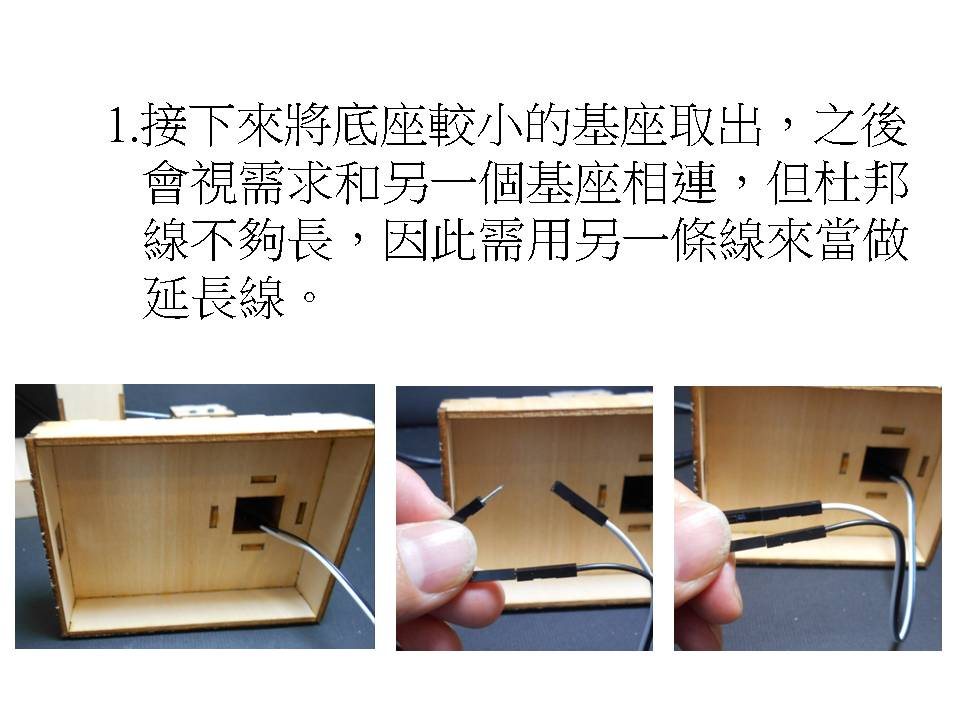 1.接下來將底座較小的基座取出，之後
會視需求和另一個基座相連，但杜邦
線不夠長，因此需用另一條線來當做
延長線。